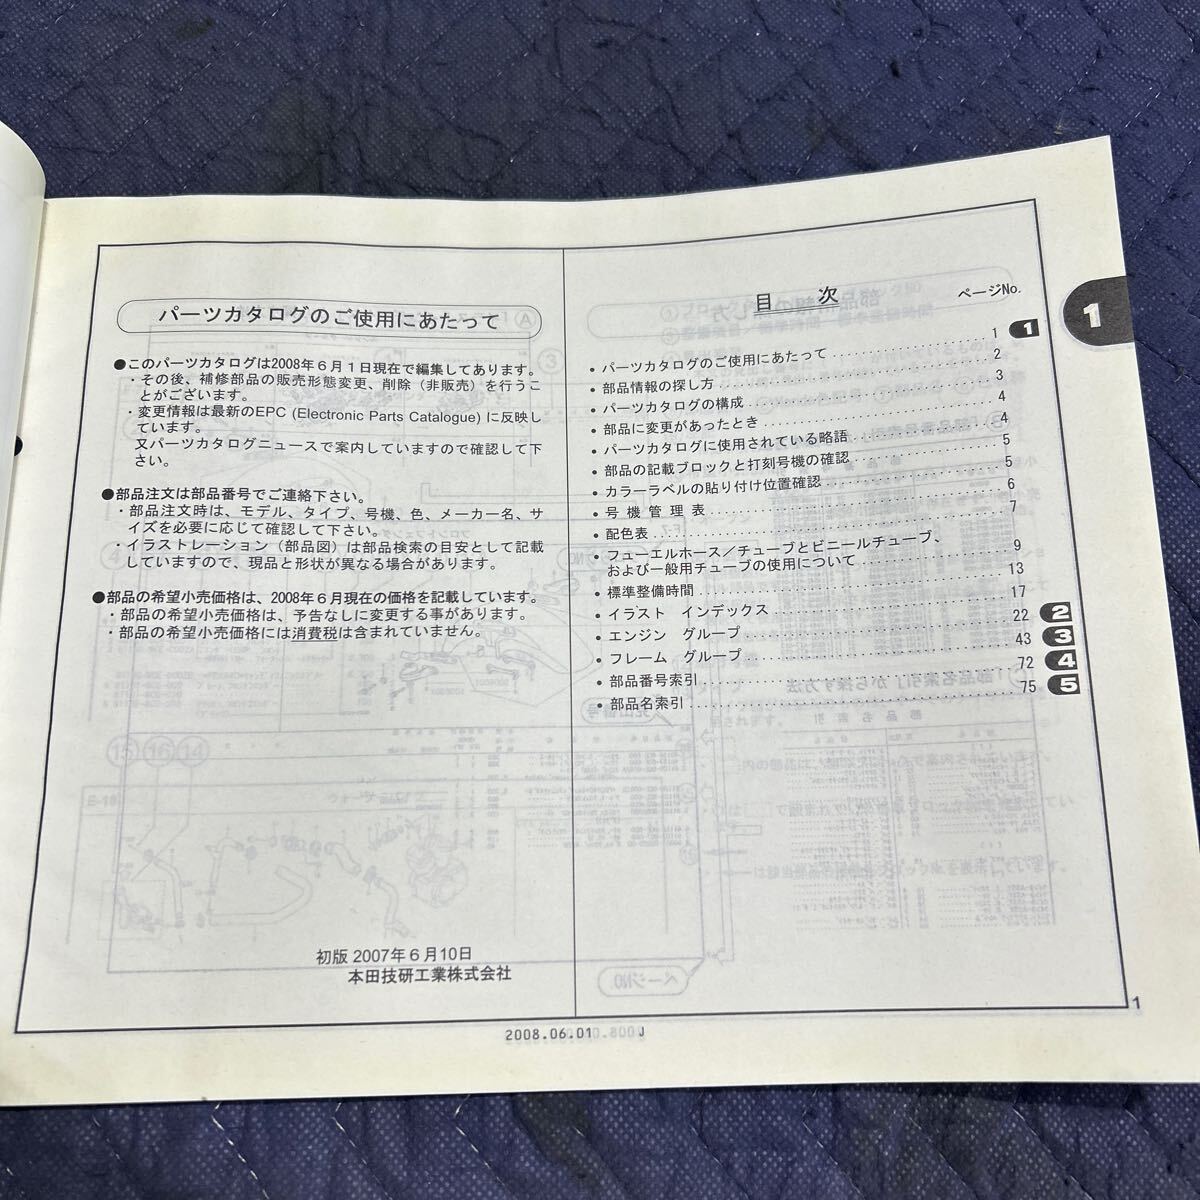 パーツカタログのご使用にあたって
●このパーツカタログは2008年6月1日現在で編集してあります。
・その後、補修部品の販売形態変更、削除（非販売）を行うこ
とがございます。
・変更情報は最新のEPC (Electronic Parts Catalogue) に反映し
ています。
又パーツカタログニュースで案内していますので確認して下
さい。
●部品注文は部品番号でご連絡下さい。
・部品注文時は、モデル、タイプ、号機、色、メーカー名、サ
イズを必要に応じて確認して下さい。
・イラストレーション（部品図）は部品検索の目安として記載
していますので、現品と形状が異なる場合があります。
●部品の希望小売価格は、2008年6月現在の価格を記載しています。
・部品の希望小売価格は、予告なしに変更する事があります。
・部品の希望小売価格には消費税は含まれていません。
初版 2007年6月10日
本田技研工業株式会社
目　次
ページNo.
・パーツカタログのご使用にあたって 1 1
・部品情報の探し方 2
・パーツカタログの構成 3
・部品に変更があったとき 4
・パーツカタログに使用されている略語 4
・部品の記載ブロックと打刻号機の確認 5
・カラーラベルの貼り付け位置確認 5
・号機管理表 6
・配色表 7
・フューエルホース／チューブとビニールチューブ、
および一般用チューブの使用について 9
・標準整備時間 13
・イラスト　インデックス 17
・エンジン　グループ 22 2
・フレーム　グループ 43 3
・部品番号索引 72 4
・部品名索引 75 5
1
1
2008.06.01 J